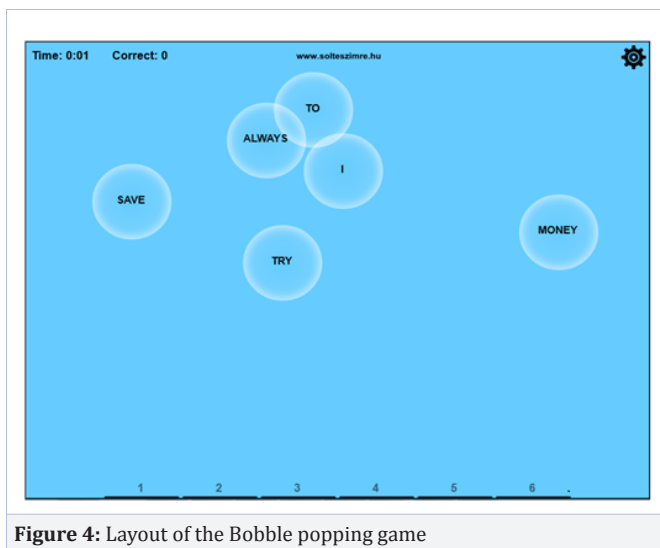 Time: 0:01 Correct: 0 www.solteszimre.hu
TO
ALWAYS
I
SAVE
MONEY
TRY
1 2 3 4 5 6 .
Figure 4: Layout of the Bobble popping game